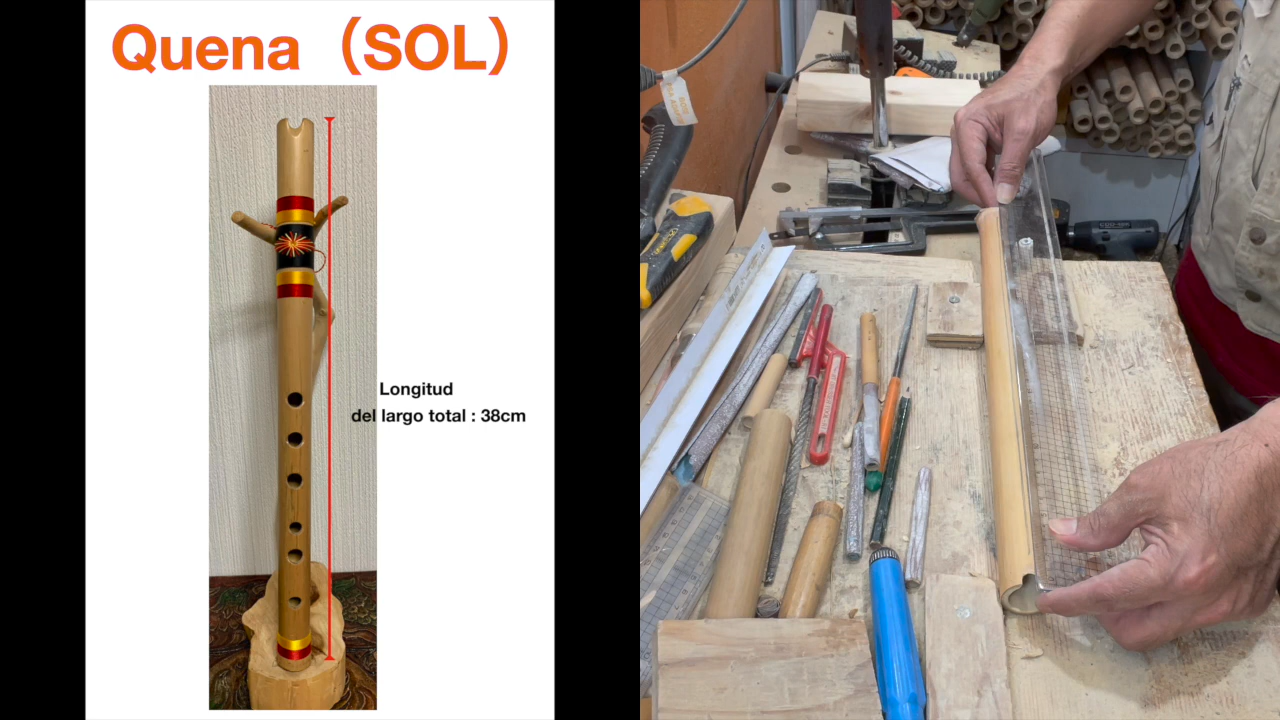 Quena（SOL）
Longitud
del largo total : 38cm